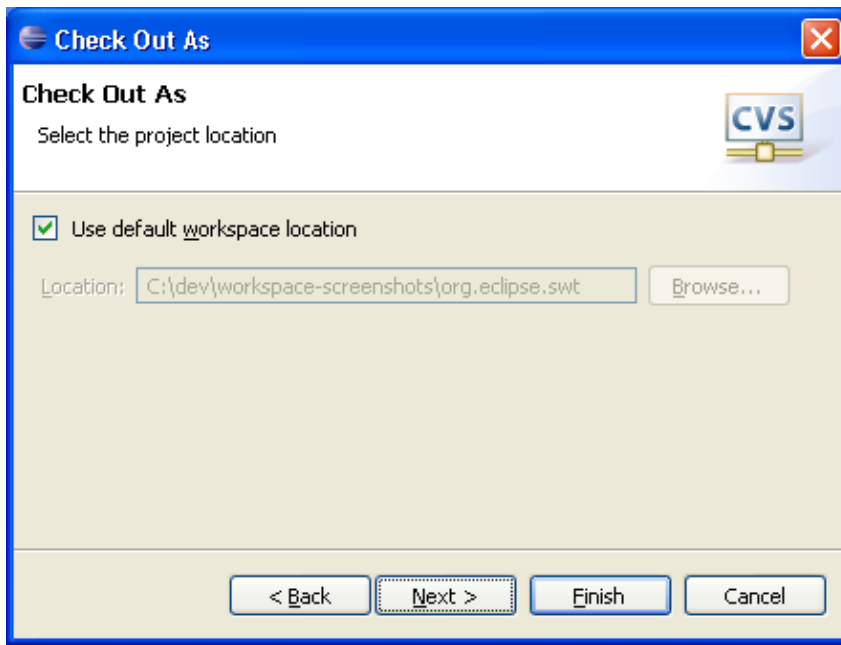 Check Out As
Check Out As
Select the project location
CVS
Use default workspace location
Location: C:\dev\workspace-screenshots\org.eclipse.swt Browse...
< Back Next > Finish Cancel